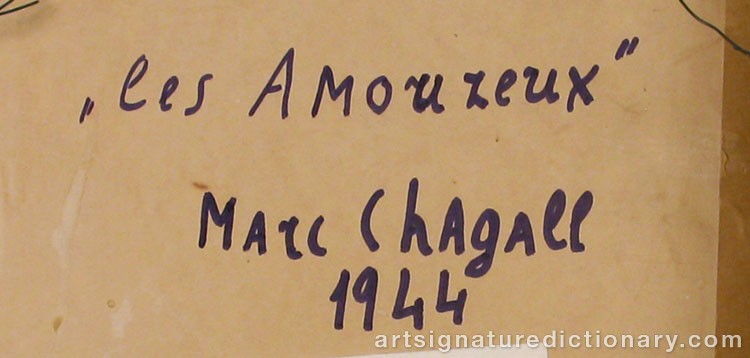 „les Amoureux"
Marc Chagall
1944
artsignaturedictionary.com